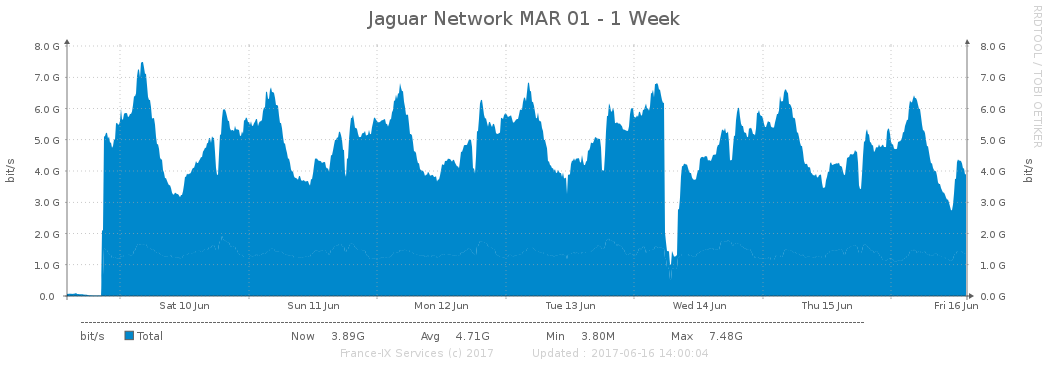 Jaguar Network MAR 01 - 1 Week
RRDTOOL / TOBI OETIKER
bit/s
bit/s
8.0 G 8.0 G
7.0 G 7.0 G
6.0 G 6.0 G
5.0 G 5.0 G
4.0 G 4.0 G
3.0 G 3.0 G
2.0 G 2.0 G
1.0 G 1.0 G
0.0 0.0 G
Sat 10 Jun Sun 11 Jun Mon 12 Jun Tue 13 Jun Wed 14 Jun Thu 15 Jun Fri 16 Jun
bit/s Total Now 3.89G Avg 4.71G Min 3.80M Max 7.48G
France-IX Services (c) 2017 Updated : 2017-06-16 14:00:04